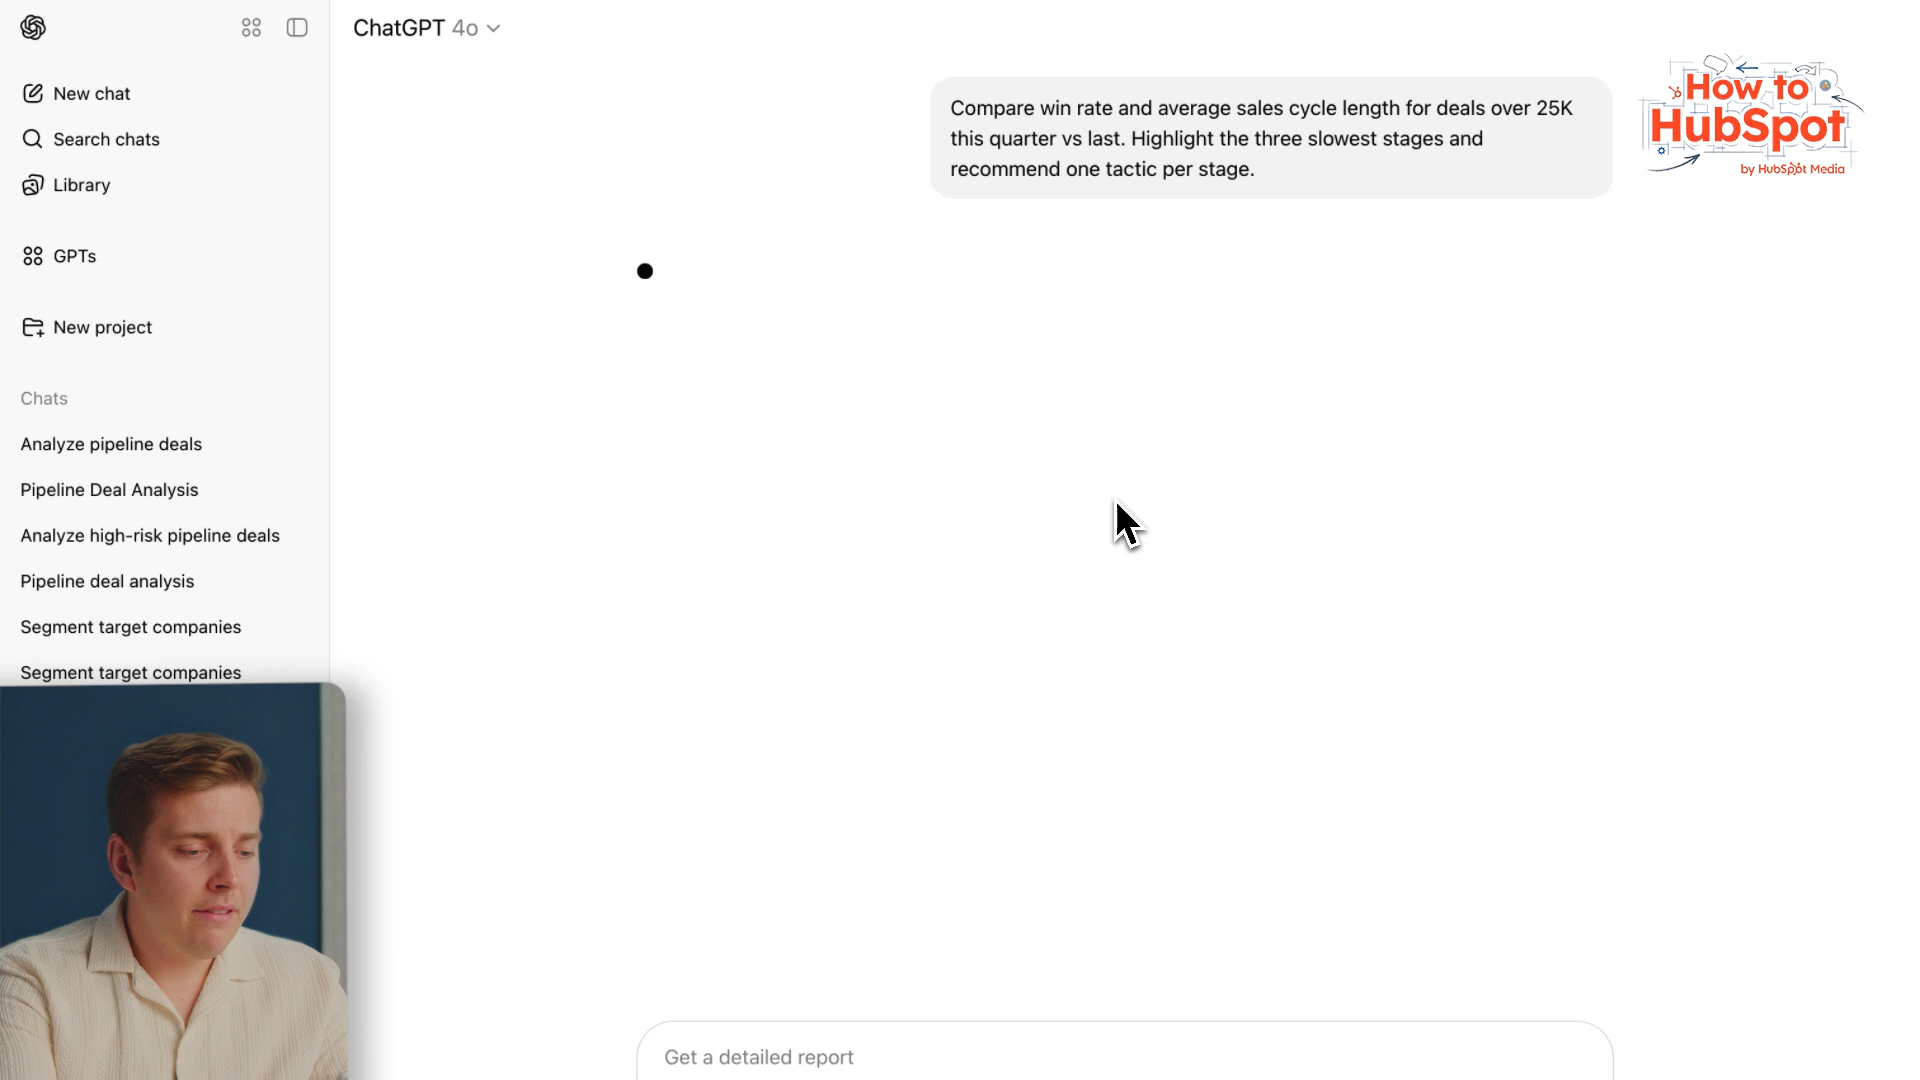 ChatGPT 4o
New chat
Search chats
Library
GPTs
New project
Chats
Analyze pipeline deals
Pipeline Deal Analysis
Analyze high-risk pipeline deals
Pipeline deal analysis
Segment target companies
Segment target companies
Compare win rate and average sales cycle length for deals over 25K
this quarter vs last. Highlight the three slowest stages and
recommend one tactic per stage.
How to
HubSpot
by HubSpot Media
Get a detailed report